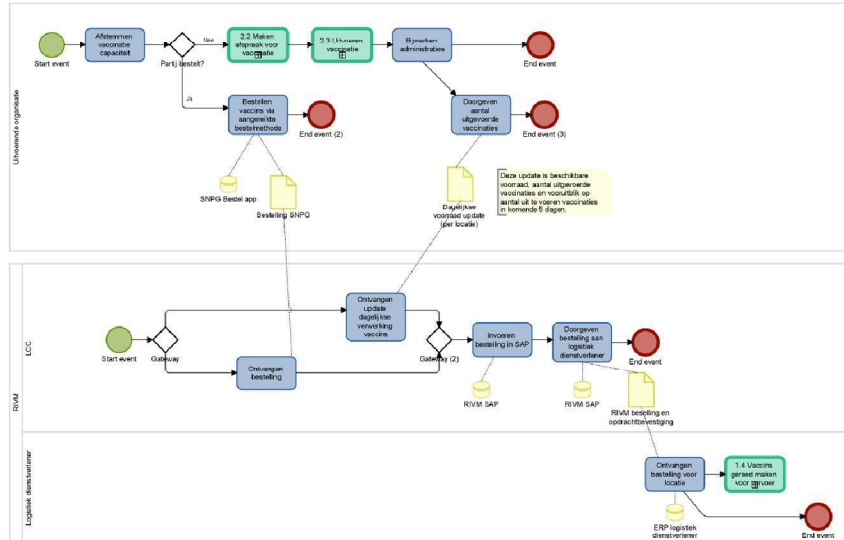 Uitvoerende organisatie
Start event
Afstemmen
vaccinatie
capaciteit
Partij bestelt?
Nee
Ja
2.2 Maken
afspraak voor
vaccinatie
2.3 Uitvoeren
vaccinatie
Bijwerken
administraties
End event
Bestellen
vaccins via
aangereikte
bestelmethode
End event (2)
Doorgeven
aantal
uitgevoerde
vaccinaties
End event (3)
SNPG Bestel app
Bestelling SNPG
Dagelijkse
voorraad update
(per locatie)
Deze update is beschikbare
voorraad, aantal uitgevoerde
vaccinaties en vooruitblik op
aantal uit te voeren vaccinaties
in komende 5 dagen.
RIVM
LCC
Start event
Gateway
Ontvangen
update
dagelijkse
verwerking
vaccins
Ontvangen
bestelling
Gateway (2)
Invoeren
bestelling in SAP
Doorgeven
bestelling aan
logistiek
dienstverlener
End event
RIVM SAP
RIVM SAP
RIVM bestelling en
opdrachtbevestiging
Logistiek dienstverlener
Ontvangen
bestelling voor
locatie
1.4 Vaccins
gereed maken
voor vervoer
ERP logistiek
dienstverlener
End event